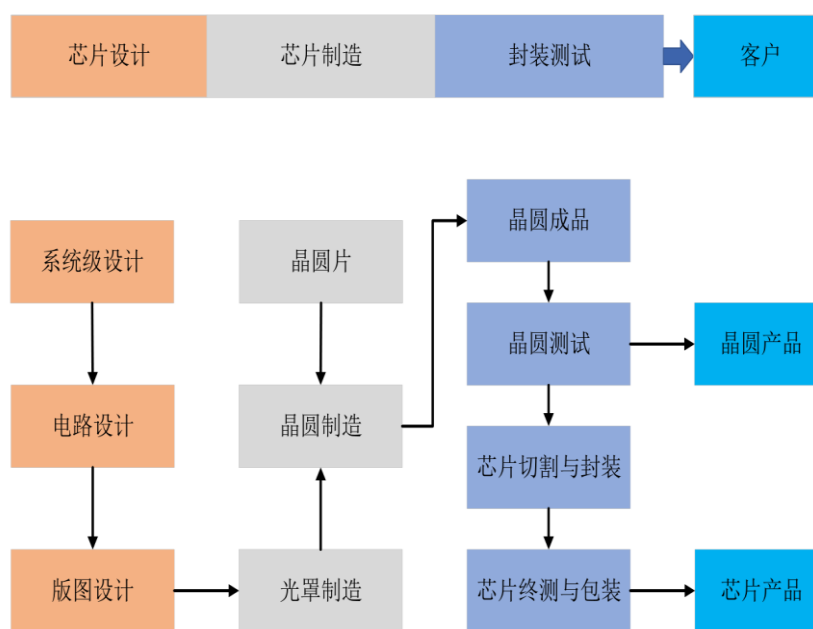 芯片设计
芯片制造
封装测试
客户
系统级设计
电路设计
版图设计
晶圆片
晶圆制造
光罩制造
晶圆成品
晶圆测试
芯片切割与封装
芯片终测与包装
晶圆产品
芯片产品